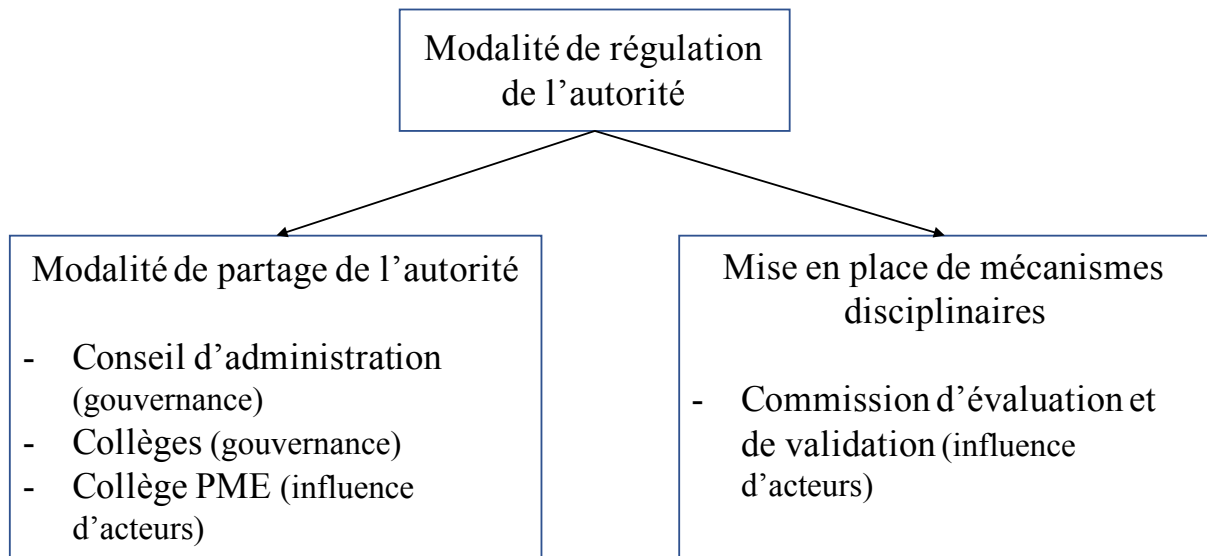 Modalité de régulation
de l’autorité
Modalité de partage de l’autorité
- Conseil d’administration
(gouvernance)
- Collèges (gouvernance)
- Collège PME (influence
d’acteurs)
Mise en place de mécanismes
disciplinaires
- Commission d’évaluation et
de validation (influence
d’acteurs)